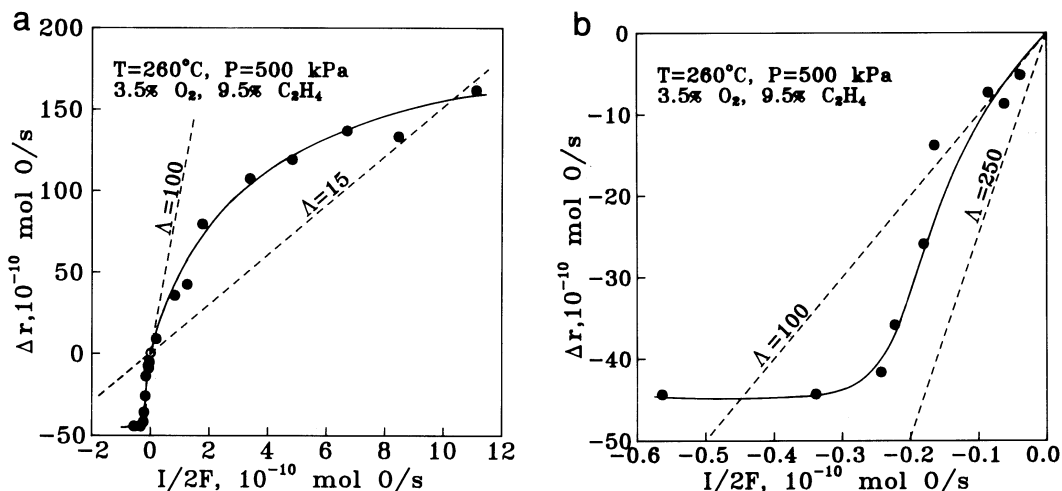 a
200
150
100
50
0
-50
Δr,10⁻¹⁰ mol O/s
T=260°C, P=500 kPa
3.5% O₂, 9.5% C₂H₄
Λ=100
Λ=15
-2 0 2 4 6 8 10 12
I/2F, 10⁻¹⁰ mol O/s
b
0
-10
-20
-30
-40
-50
Δr,10⁻¹⁰ mol O/s
T=260°C, P=500 kPa
3.5% O₂, 9.5% C₂H₄
Λ=250
Λ=100
-0.6 -0.5 -0.4 -0.3 -0.2 -0.1 0.0
I/2F, 10⁻¹⁰ mol O/s